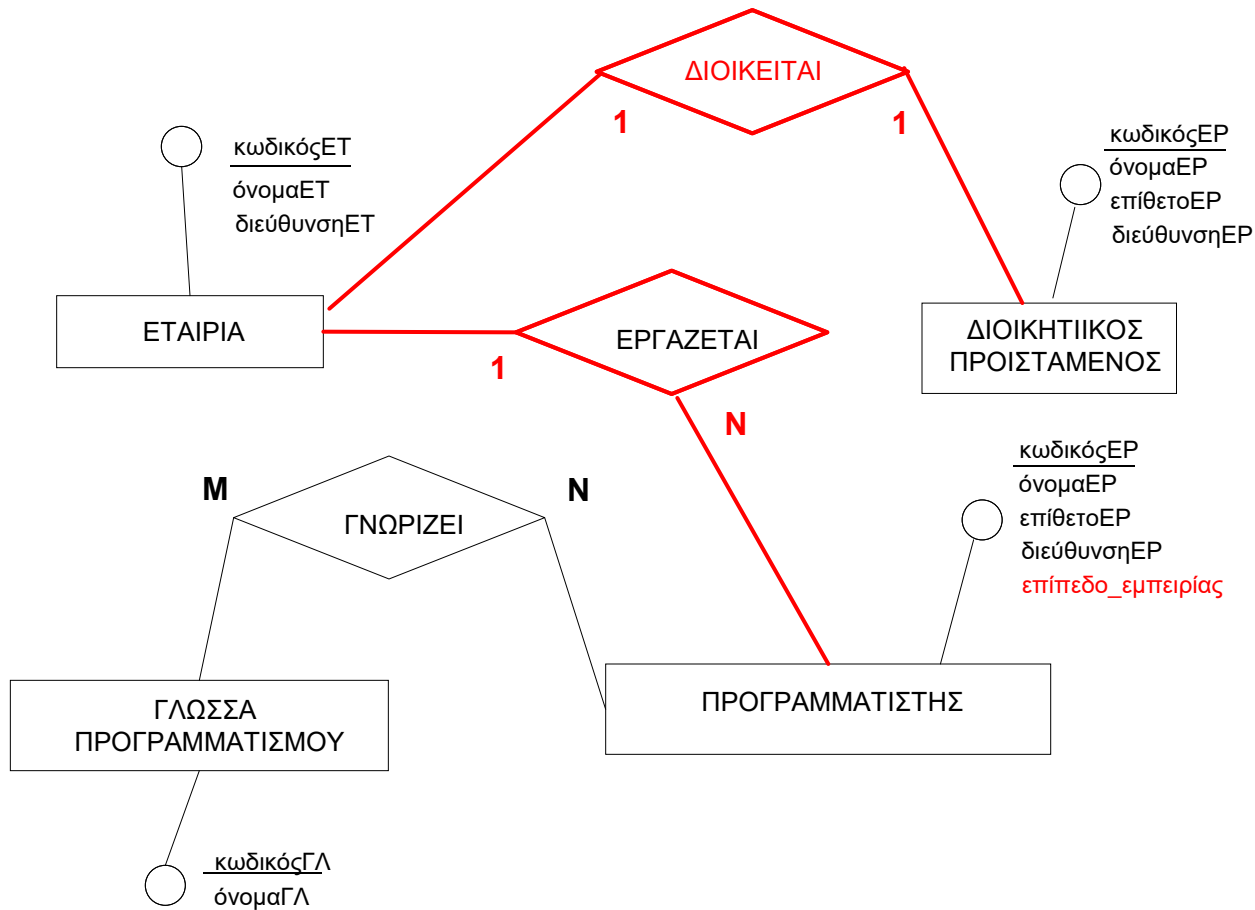 ΔΙΟΙΚΕΙΤΑΙ
1
1
κωδικόςΕΤ
όνομαΕΤ
διεύθυνσηΕΤ
κωδικόςΕΡ
όνομαΕΡ
επίθετοΕΡ
διεύθυνσηΕΡ
ΕΤΑΙΡΙΑ
1
ΕΡΓΑΖΕΤΑΙ
N
ΔΙΟΙΚΗΤΙΙΚΟΣ
ΠΡΟΙΣΤΑΜΕΝΟΣ
M
N
ΓΝΩΡΙΖΕΙ
κωδικόςΕΡ
όνομαΕΡ
επίθετοΕΡ
διεύθυνσηΕΡ
επίπεδο_εμπειρίας
ΓΛΩΣΣΑ
ΠΡΟΓΡΑΜΜΑΤΙΣΜΟΥ
ΠΡΟΓΡΑΜΜΑΤΙΣΤΗΣ
κωδικόςΓΛ
όνομαΓΛ